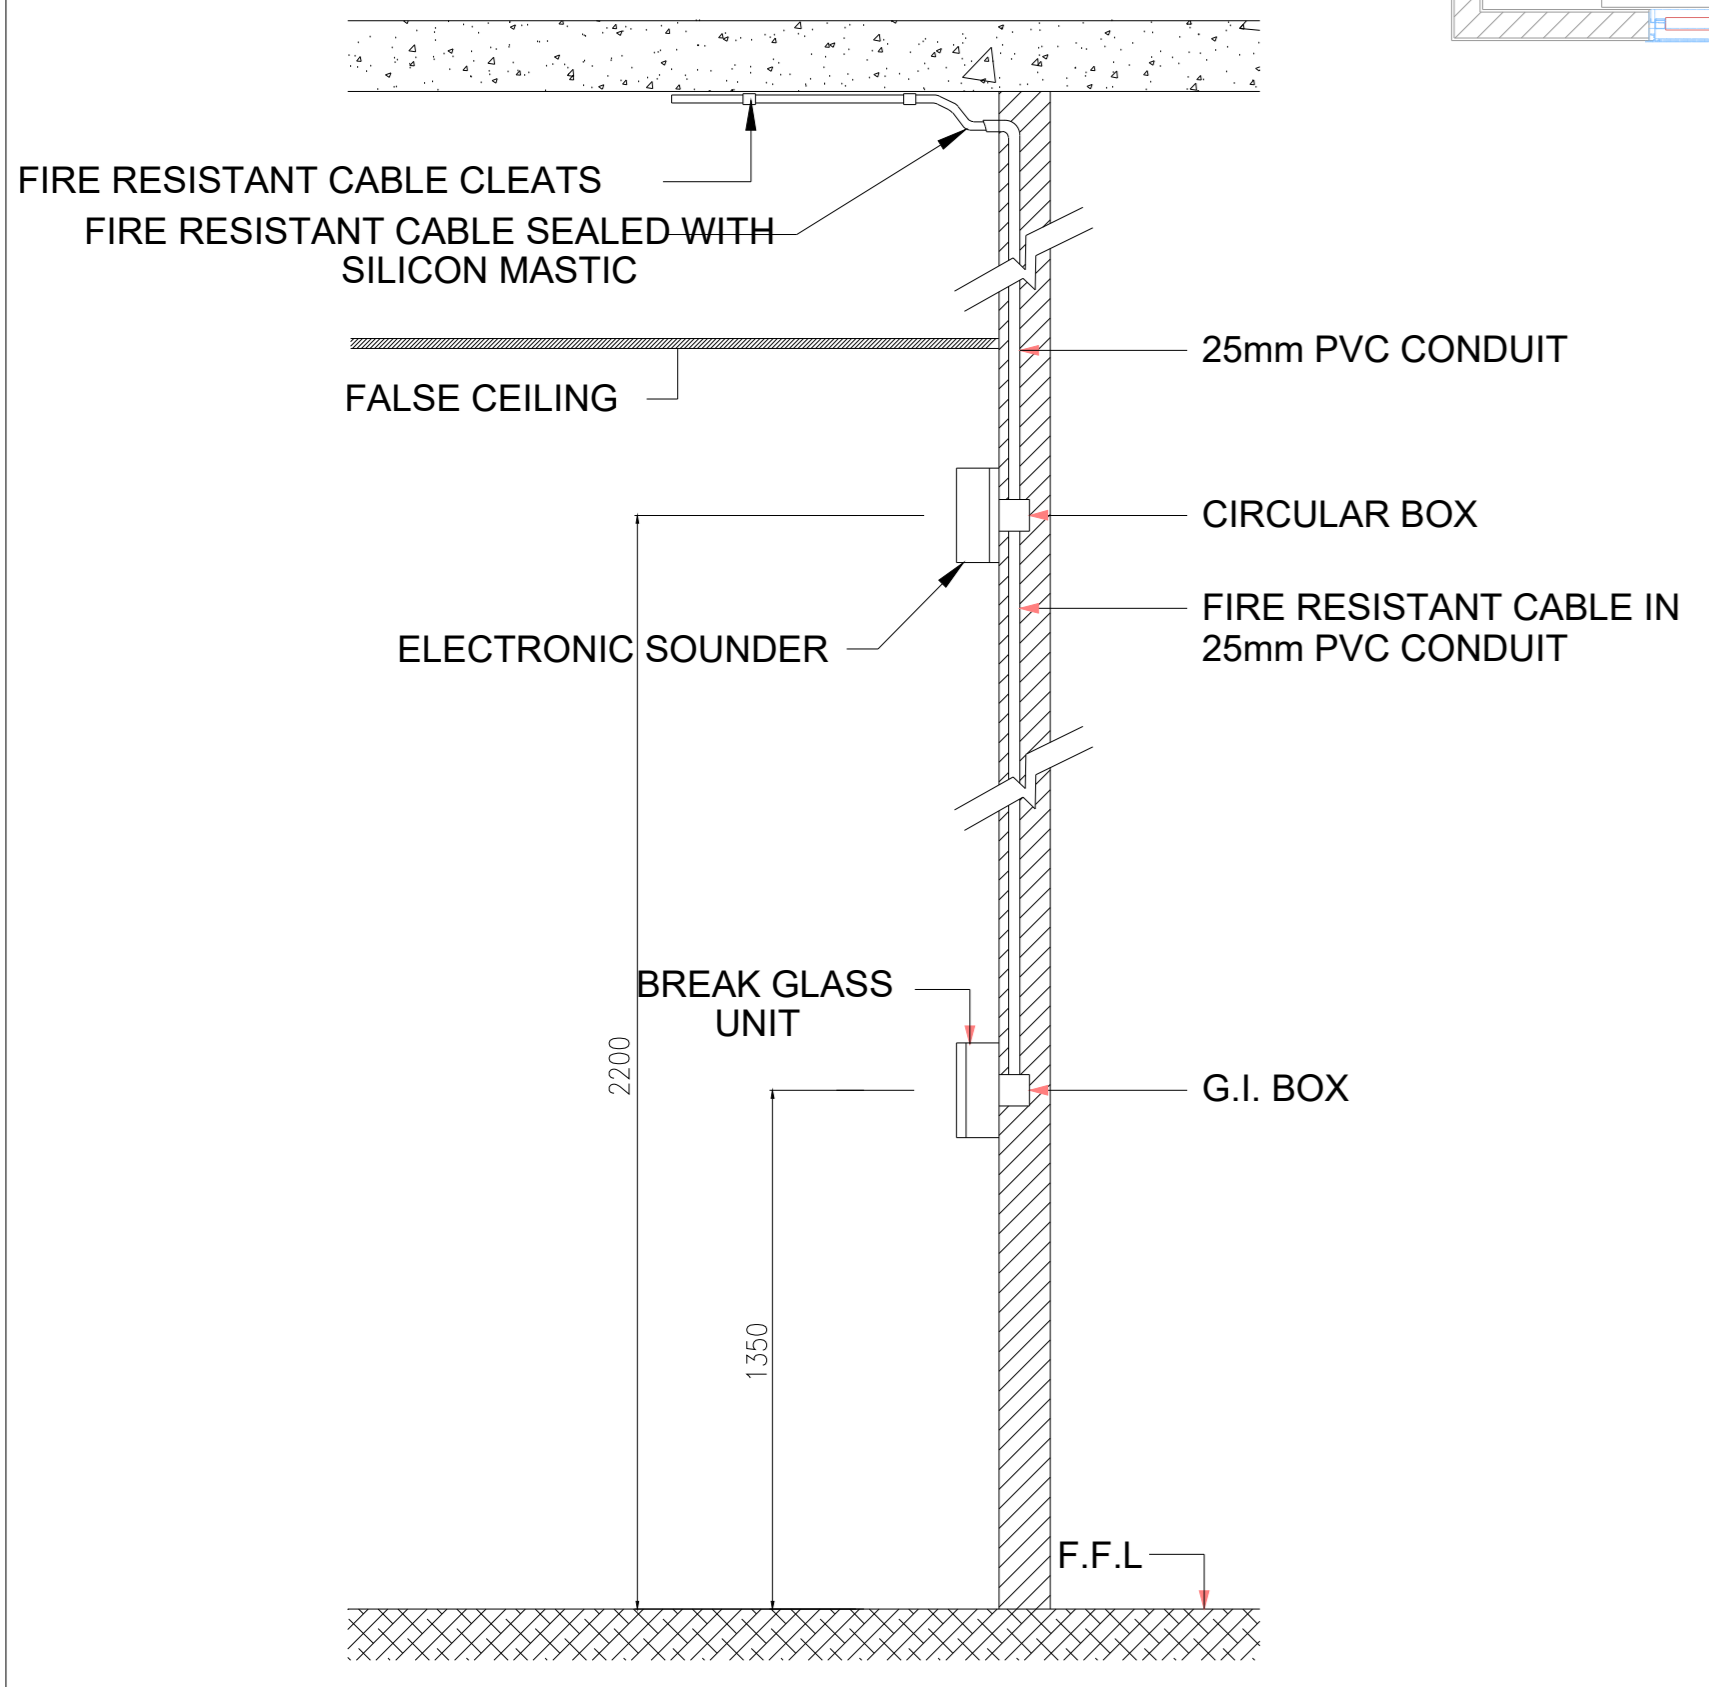 FIRE RESISTANT CABLE CLEATS
FIRE RESISTANT CABLE SEALED WITH
SILICON MASTIC
25mm PVC CONDUIT
FALSE CEILING
CIRCULAR BOX
FIRE RESISTANT CABLE IN
25mm PVC CONDUIT
ELECTRONIC SOUNDER
BREAK GLASS
UNIT
2200
G.I. BOX
1350
F.F.L